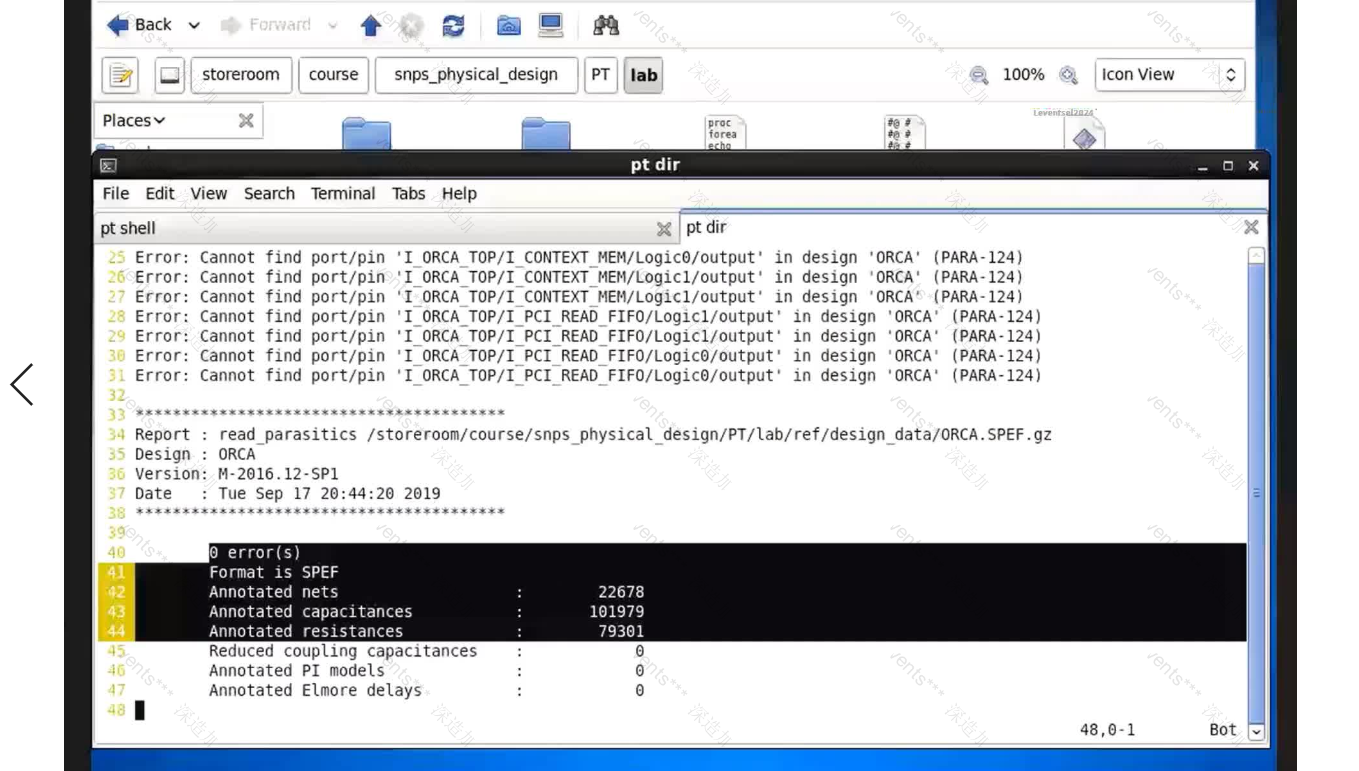 Back Forward
storeroom course snps_physical_design PT lab 100% Icon View
Places
proc
forea
echo
#@ #
#@ #
#@ #
pt dir
File Edit View Search Terminal Tabs Help
pt shell pt dir
25 Error: Cannot find port/pin 'I_ORCA_TOP/I_CONTEXT_MEM/Logic0/output' in design 'ORCA' (PARA-124)
26 Error: Cannot find port/pin 'I_ORCA_TOP/I_CONTEXT_MEM/Logic1/output' in design 'ORCA' (PARA-124)
27 Error: Cannot find port/pin 'I_ORCA_TOP/I_CONTEXT_MEM/Logic1/output' in design 'ORCA' (PARA-124)
28 Error: Cannot find port/pin 'I_ORCA_TOP/I_PCI_READ_FIFO/Logic1/output' in design 'ORCA' (PARA-124)
29 Error: Cannot find port/pin 'I_ORCA_TOP/I_PCI_READ_FIFO/Logic1/output' in design 'ORCA' (PARA-124)
30 Error: Cannot find port/pin 'I_ORCA_TOP/I_PCI_READ_FIFO/Logic0/output' in design 'ORCA' (PARA-124)
31 Error: Cannot find port/pin 'I_ORCA_TOP/I_PCI_READ_FIFO/Logic0/output' in design 'ORCA' (PARA-124)
32
33 ****************************************
34 Report : read_parasitics /storeroom/course/snps_physical_design/PT/lab/ref/design_data/ORCA.SPEF.gz
35 Design : ORCA
36 Version: M-2016.12-SP1
37 Date   : Tue Sep 17 20:44:20 2019
38 ****************************************
39
40 0 error(s)
41 Format is SPEF
42 Annotated nets : 22678
43 Annotated capacitances : 101979
44 Annotated resistances : 79301
45 Reduced coupling capacitances : 0
46 Annotated PI models : 0
47 Annotated Elmore delays : 0
48
48,0-1 Bot